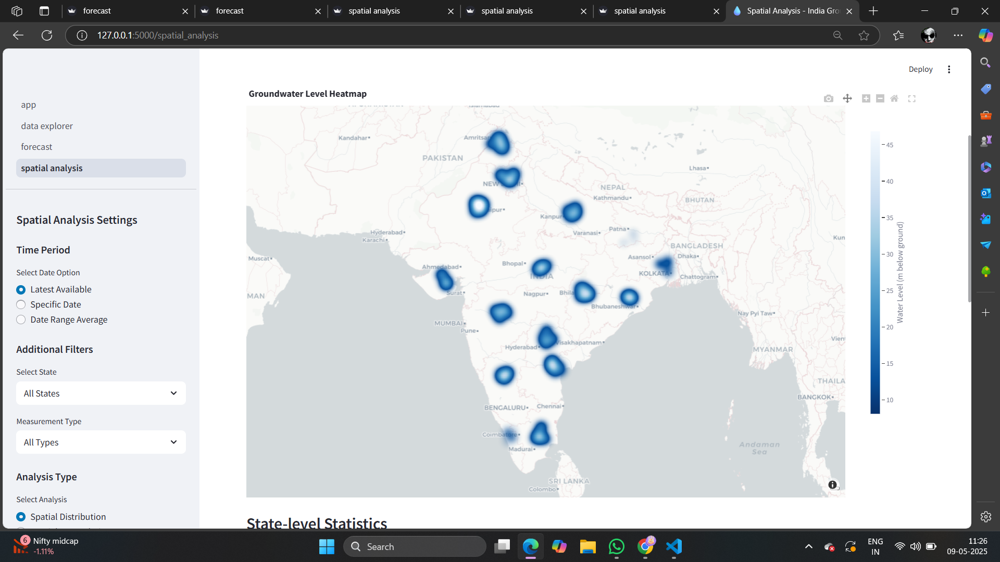 forecast
forecast
spatial analysis
spatial analysis
spatial analysis
Spatial Analysis - India Gro
127.0.0.1:5000/spatial_analysis
Deploy
app
data explorer
forecast
spatial analysis
Spatial Analysis Settings
Time Period
Select Date Option
Latest Available
Specific Date
Date Range Average
Additional Filters
Select State
All States
Measurement Type
All Types
Analysis Type
Select Analysis
Spatial Distribution
Groundwater Level Heatmap
Kandahar
Amritsar
PAKISTAN
Lhasa
NEW
NEPAL
Kathmandu
BHUTAN
ipur
Kanpur
Hyderabad
Karachi
Varanasi
Patna
Kun
BANGLADESH
Muscat
Asansol
Dhaka
Ahmedabad
Bhopal
INDIA
KOLKATA
Chattogram
MAN
Surat
Nagpur
Bhila
Bhubaneshwar
Nay Pyi Taw
MUMBAI
Pune
Vien
Hyderabad
Visakhapatnam
MYANMAR
THAILA
BANGKOK
BENGALURU
Chennai
Coimbatore
Madurai
Andaman
Sea
SRI LANKA
Colombo
45
40
35
30
25
20
15
10
Water Level (m below ground)
State-level Statistics
6
Nifty midcap
-1.11%
Search
ENG
IN
11:26
09-05-2025